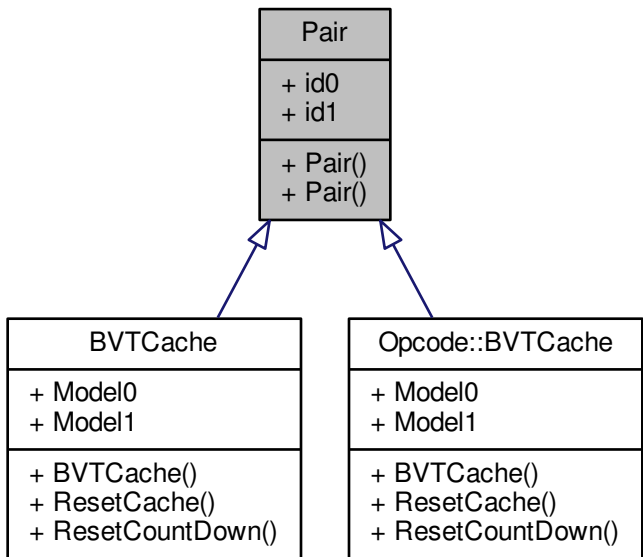 Pair
+ id0
+ id1
+ Pair()
+ Pair()
BVTCache
+ Model0
+ Model1
+ BVTCache()
+ ResetCache()
+ ResetCountDown()
Opcode::BVTCache
+ Model0
+ Model1
+ BVTCache()
+ ResetCache()
+ ResetCountDown()